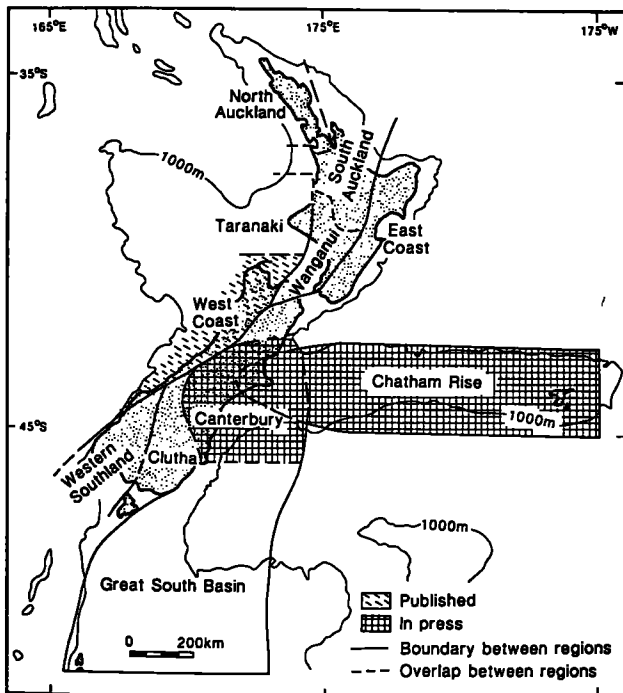 165°E
175°E
175°W
35°S
North
Auckland
1000m
South
Auckland
Taranaki
East
Coast
Wanganui
West
Coast
Chatham Rise
Canterbury
1000m
45°S
Western
Southland
Clutha
1000m
Great South Basin
0 200km
Published
In press
Boundary between regions
Overlap between regions